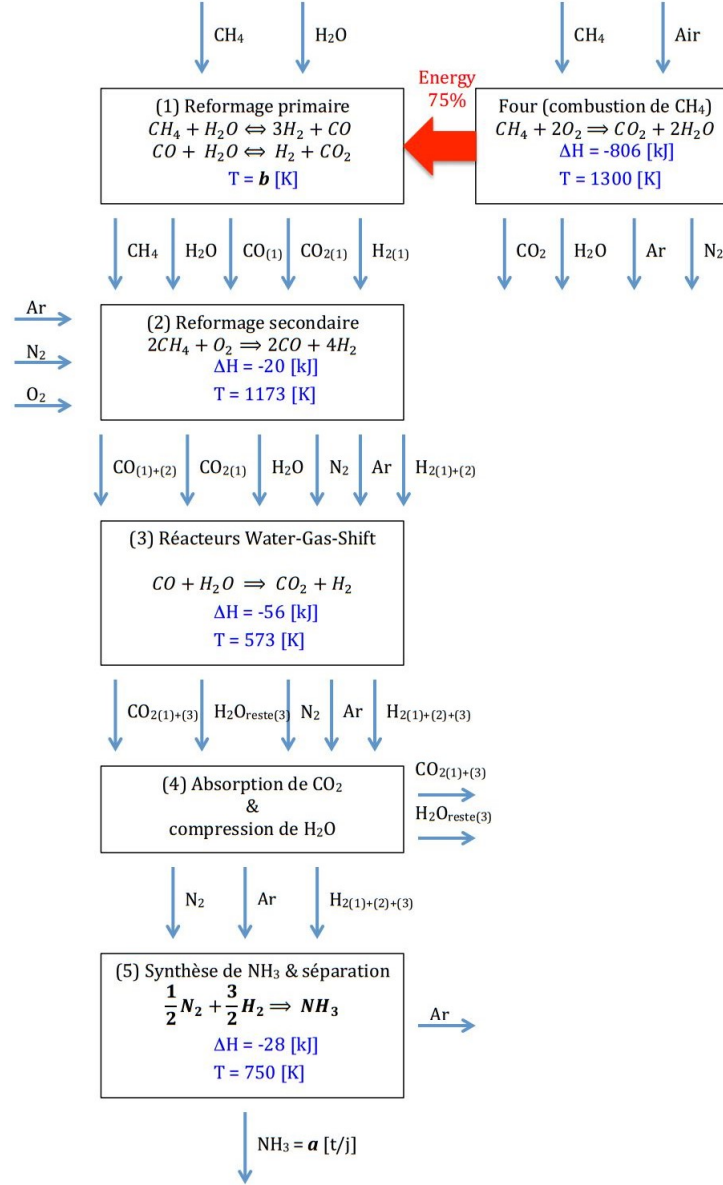 CH₄
H₂O
CH₄
Air
(1) Reformage primaire
CH₄ + H₂O ⇔ 3H₂ + CO
CO + H₂O ⇔ H₂ + CO₂
T = b [K]
Energy
75%
Four (combustion de CH₄)
CH₄ + 2O₂ ⇒ CO₂ + 2H₂O
ΔH = -806 [kJ]
T = 1300 [K]
CH₄
H₂O
CO₍₁₎
CO₂₍₁₎
H₂₍₁₎
CO₂
H₂O
Ar
N₂
Ar
N₂
O₂
(2) Reformage secondaire
2CH₄ + O₂ ⇒ 2CO + 4H₂
ΔH = -20 [kJ]
T = 1173 [K]
CO₍₁₎₊₍₂₎
CO₂₍₁₎
H₂O
N₂
Ar
H₂₍₁₎₊₍₂₎
(3) Réacteurs Water-Gas-Shift
CO + H₂O ⇒ CO₂ + H₂
ΔH = -56 [kJ]
T = 573 [K]
CO₂₍₁₎₊₍₃₎
H₂Oreste(3)
N₂
Ar
H₂₍₁₎₊₍₂₎₊₍₃₎
(4) Absorption de CO₂
&
compression de H₂O
CO₂₍₁₎₊₍₃₎
H₂Oreste(3)
N₂
Ar
H₂₍₁₎₊₍₂₎₊₍₃₎
(5) Synthèse de NH₃ & séparation
1/2 N₂ + 3/2 H₂ ⇒ NH₃
ΔH = -28 [kJ]
T = 750 [K]
Ar
NH₃ = a [t/j]